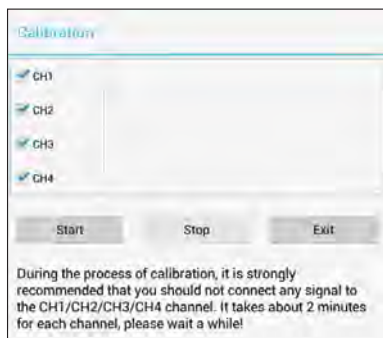 Calibration
CH1
CH2
CH3
CH4
Start Stop Exit
During the process of calibration, it is strongly
recommended that you should not connect any signal to
the CH1/CH2/CH3/CH4 channel. It takes about 2 minutes
for each channel, please wait a while!